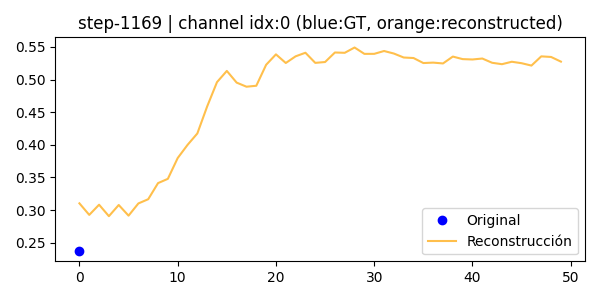 step-1169 | channel idx:0 (blue:GT, orange:reconstructed)
0.55
0.50
0.45
0.40
0.35
0.30
0.25
Original
Reconstrucción
0 10 20 30 40 50